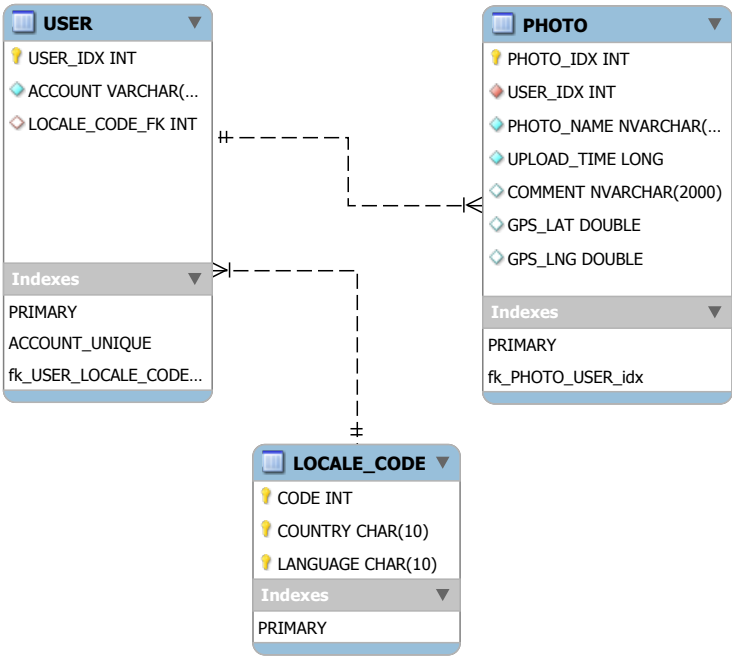 USER
USER_IDX INT
ACCOUNT VARCHAR(...
LOCALE_CODE_FK INT
Indexes
PRIMARY
ACCOUNT_UNIQUE
fk_USER_LOCALE_CODE...
PHOTO
PHOTO_IDX INT
USER_IDX INT
PHOTO_NAME NVARCHAR(...
UPLOAD_TIME LONG
COMMENT NVARCHAR(2000)
GPS_LAT DOUBLE
GPS_LNG DOUBLE
Indexes
PRIMARY
fk_PHOTO_USER_idx
LOCALE_CODE
CODE INT
COUNTRY CHAR(10)
LANGUAGE CHAR(10)
Indexes
PRIMARY